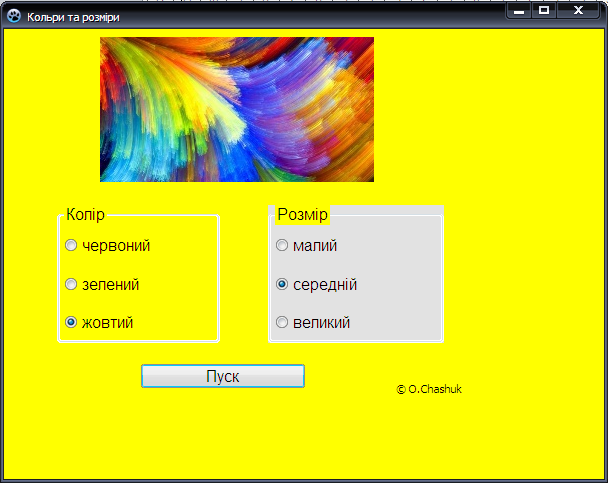 Кольри та розміри
Колір
червоний
зелений
жовтий
Розмір
малий
середній
великий
Пуск
© O.Chashuk